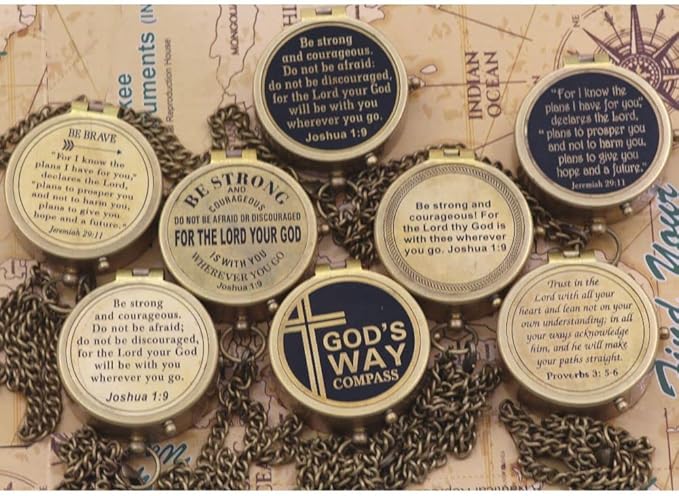 Be strong
and courageous.
Do not be afraid;
do not be discouraged,
for the Lord your God
will be with you
wherever you go.
Joshua 1:9
"For I know the
plans I have for you,"
declares the Lord,
"plans to prosper you
and not to harm you,
plans to give you
hope and a future."
Jeremiah 29:11
BE BRAVE
"For I know the
plans I have for you,"
declares the Lord,
"plans to prosper you
and not to harm you,
plans to give you
hope and a future."
Jeremiah 29:11
BE STRONG
AND
COURAGEOUS
DO NOT BE AFRAID OR DISCOURAGED
FOR THE LORD YOUR GOD
IS WITH YOU
WHEREVER YOU GO
Joshua 1:9
Be strong and
courageous! For
the Lord thy God is
with thee wherever
you go. Joshua 1:9
Be strong
and courageous.
Do not be afraid;
do not be discouraged,
for the Lord your God
will be with you
wherever you go.
Joshua 1:9
GOD'S
WAY
COMPASS
Trust in the
Lord with all your
heart and lean not on your
own understanding; in all
your ways acknowledge
him, and he will make
your paths straight.
Proverbs 3: 5-6
INDIAN
OCEAN
MONGOLIA
kee
uments (IN
Reproduction House
Find Your